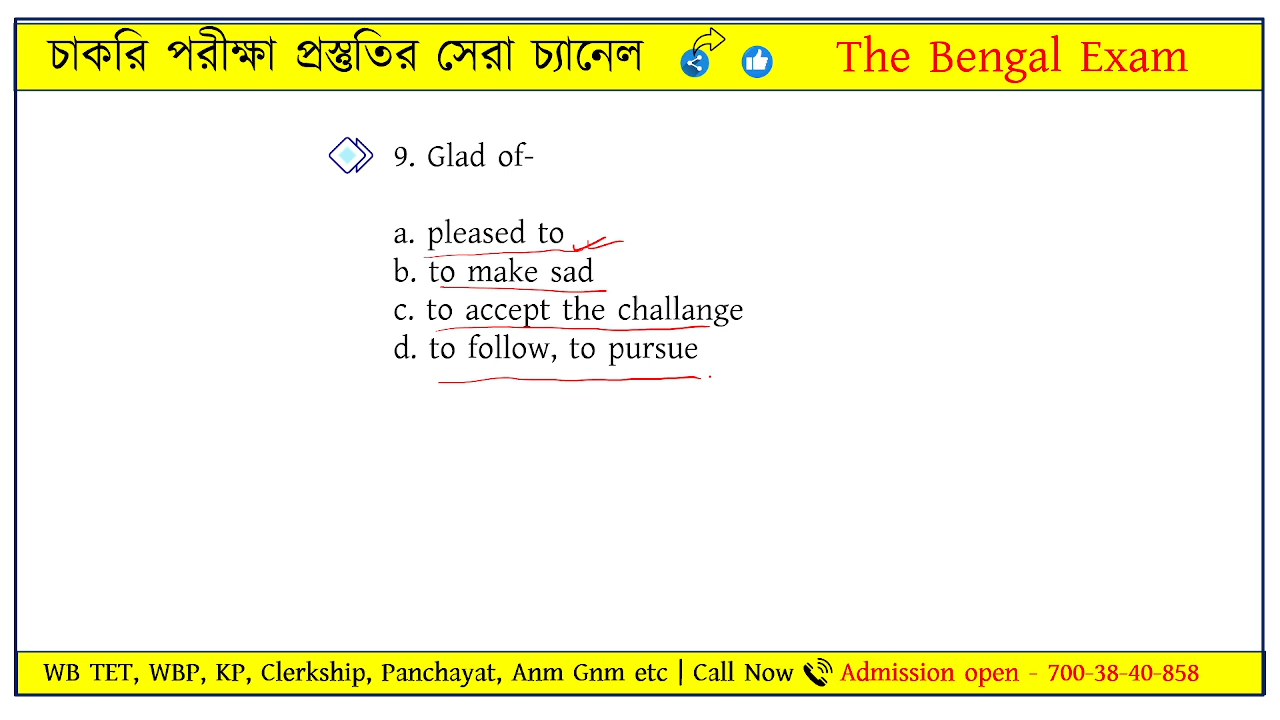 চাকরি পরীক্ষা প্রস্তুতির সেরা চ্যানেল The Bengal Exam
9. Glad of-
a. pleased to
b. to make sad
c. to accept the challange
d. to follow, to pursue
WB TET, WBP, KP, Clerkship, Panchayat, Anm Gnm etc | Call Now Admission open - 700-38-40-858